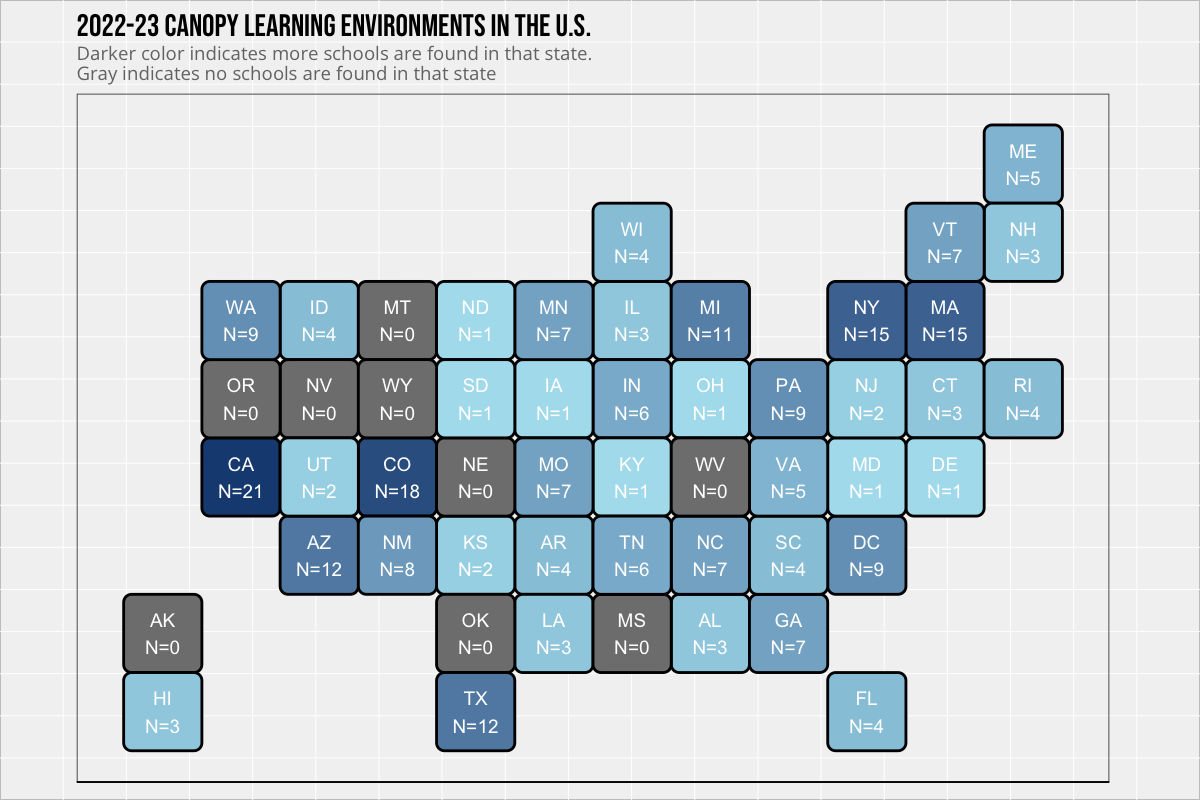 2022-23 CANOPY LEARNING ENVIRONMENTS IN THE U.S.
Darker color indicates more schools are found in that state.
Gray indicates no schools are found in that state
ME
N=5
WI
N=4
VT
N=7
NH
N=3
WA
N=9
ID
N=4
MT
N=0
ND
N=1
MN
N=7
IL
N=3
MI
N=11
NY
N=15
MA
N=15
OR
N=0
NV
N=0
WY
N=0
SD
N=1
IA
N=1
IN
N=6
OH
N=1
PA
N=9
NJ
N=2
CT
N=3
RI
N=4
CA
N=21
UT
N=2
CO
N=18
NE
N=0
MO
N=7
KY
N=1
WV
N=0
VA
N=5
MD
N=1
DE
N=1
AZ
N=12
NM
N=8
KS
N=2
AR
N=4
TN
N=6
NC
N=7
SC
N=4
DC
N=9
AK
N=0
OK
N=0
LA
N=3
MS
N=0
AL
N=3
GA
N=7
HI
N=3
TX
N=12
FL
N=4